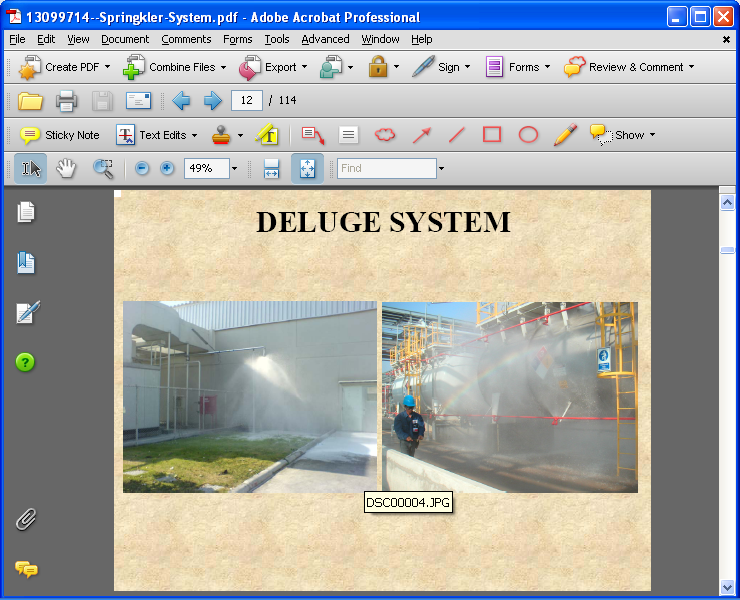 13099714--Springkler-System.pdf - Adobe Acrobat Professional
File Edit View Document Comments Forms Tools Advanced Window Help
Create PDF Combine Files Export Sign Forms Review & Comment
12 / 114
Sticky Note Text Edits Show
49% Find
DELUGE SYSTEM
DSC00004.JPG